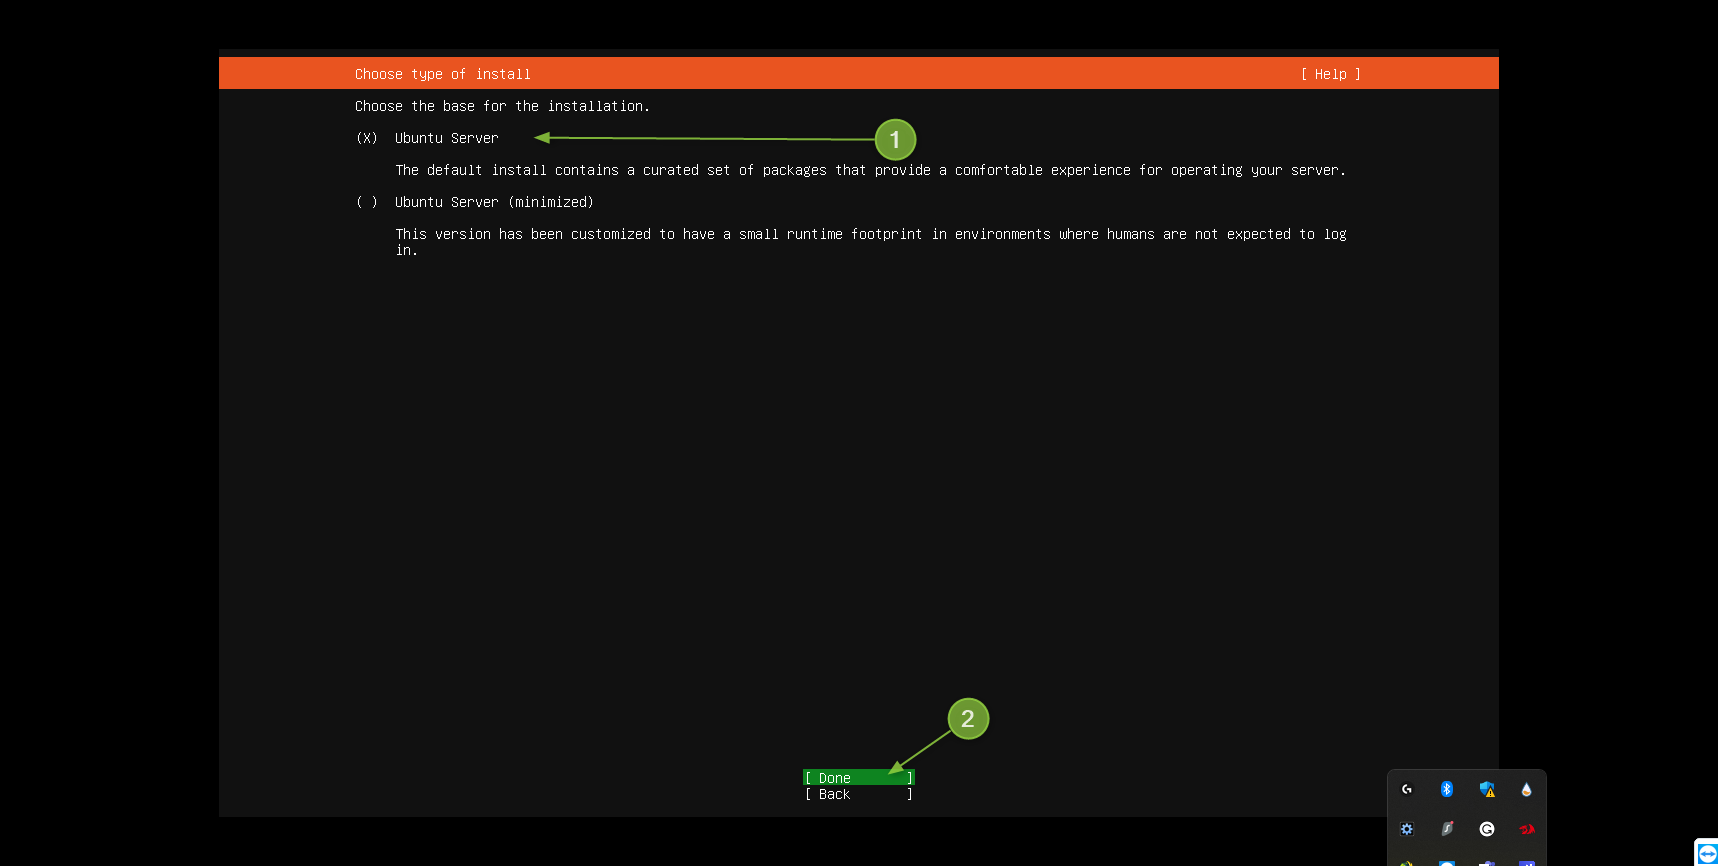 Choose type of install [ Help ]
Choose the base for the installation.
(X) Ubuntu Server
1
The default install contains a curated set of packages that provide a comfortable experience for operating your server.
( ) Ubuntu Server (minimized)
This version has been customized to have a small runtime footprint in environments where humans are not expected to log
in.
2
[ Done ]
[ Back ]